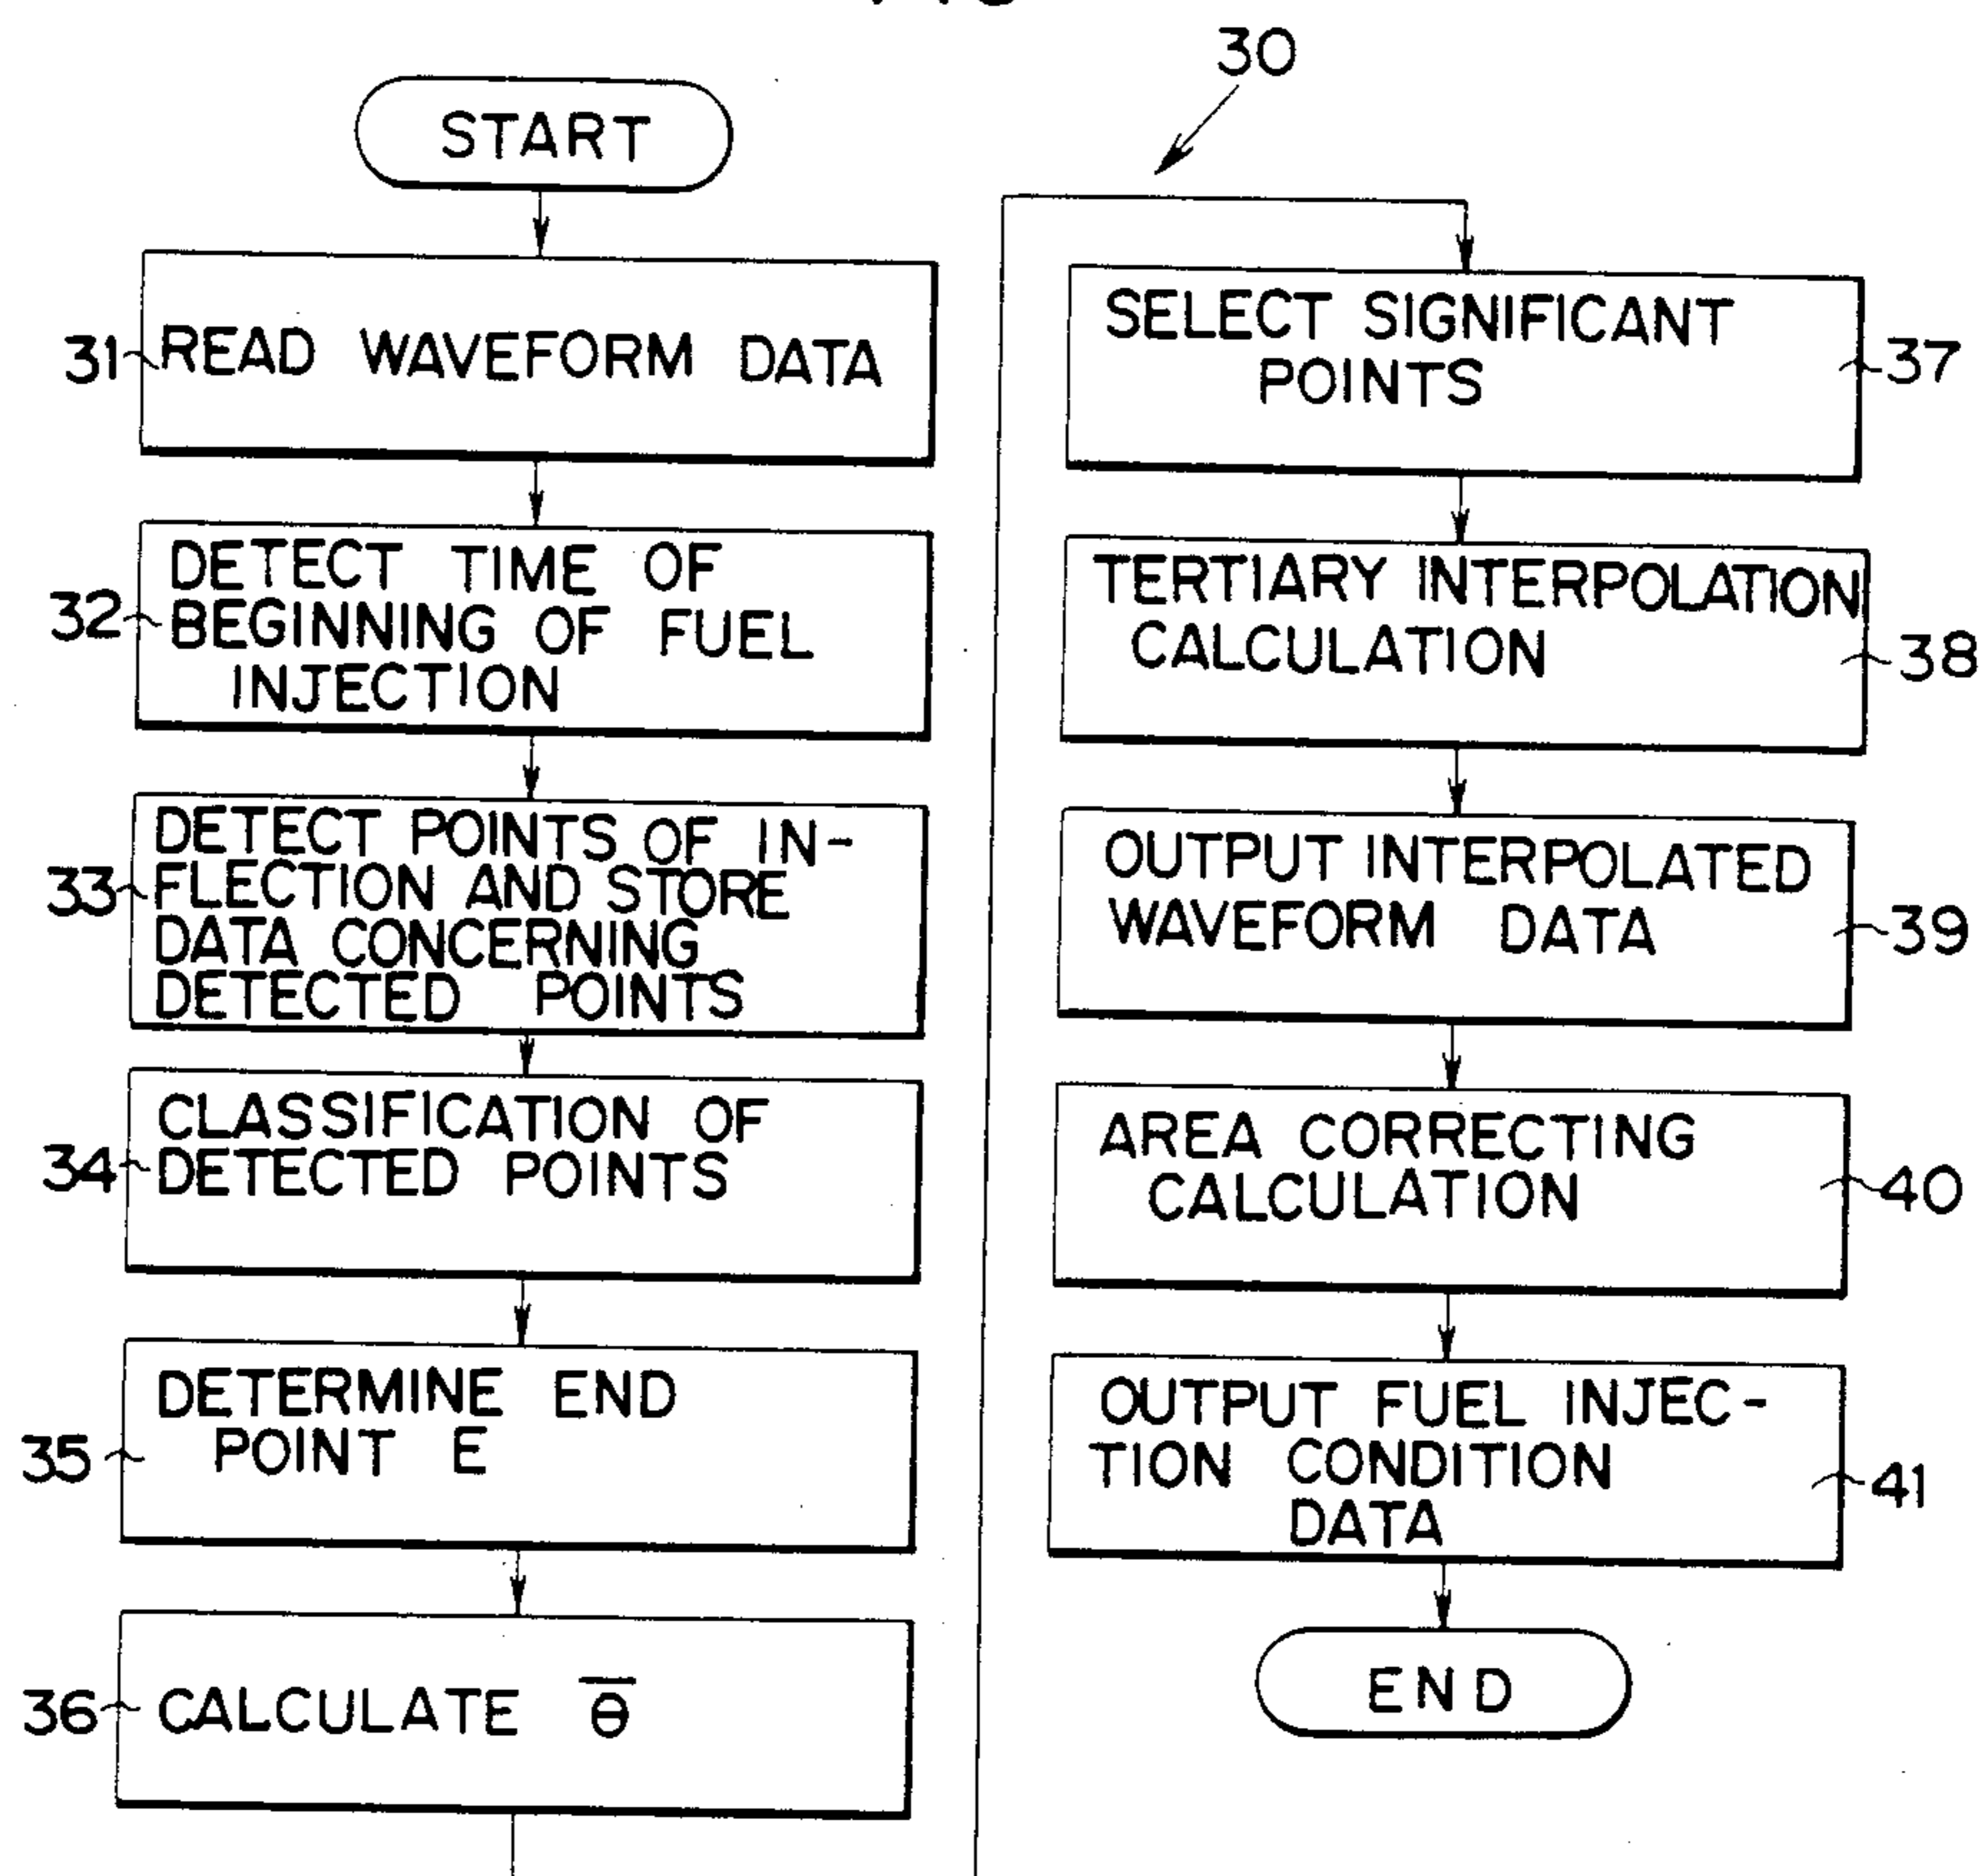 30
START
31 READ WAVEFORM DATA
32
DETECT TIME OF
BEGINNING OF FUEL
INJECTION
33
DETECT POINTS OF IN-
FLECTION AND STORE
DATA CONCERNING
DETECTED POINTS
34
CLASSIFICATION OF
DETECTED POINTS
35
DETERMINE END
POINT E
36 CALCULATE θ̅
SELECT SIGNIFICANT
POINTS
37
TERTIARY INTERPOLATION
CALCULATION
38
OUTPUT INTERPOLATED
WAVEFORM DATA
39
AREA CORRECTING
CALCULATION
40
OUTPUT FUEL INJEC-
TION CONDITION
DATA
41
END